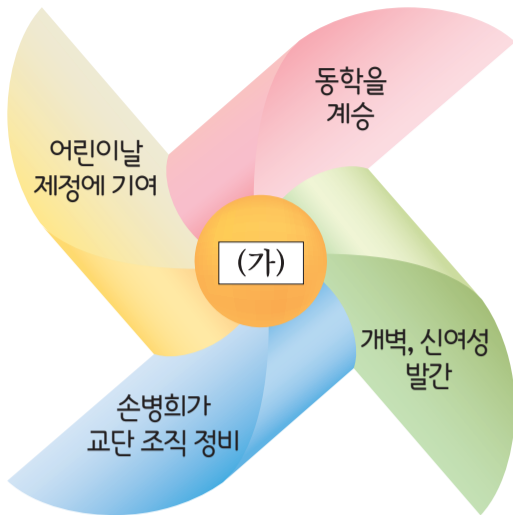 동학을
계승
어린이날
제정에 기여
(가)
개벽, 신여성
발간
손병희가
교단 조직 정비